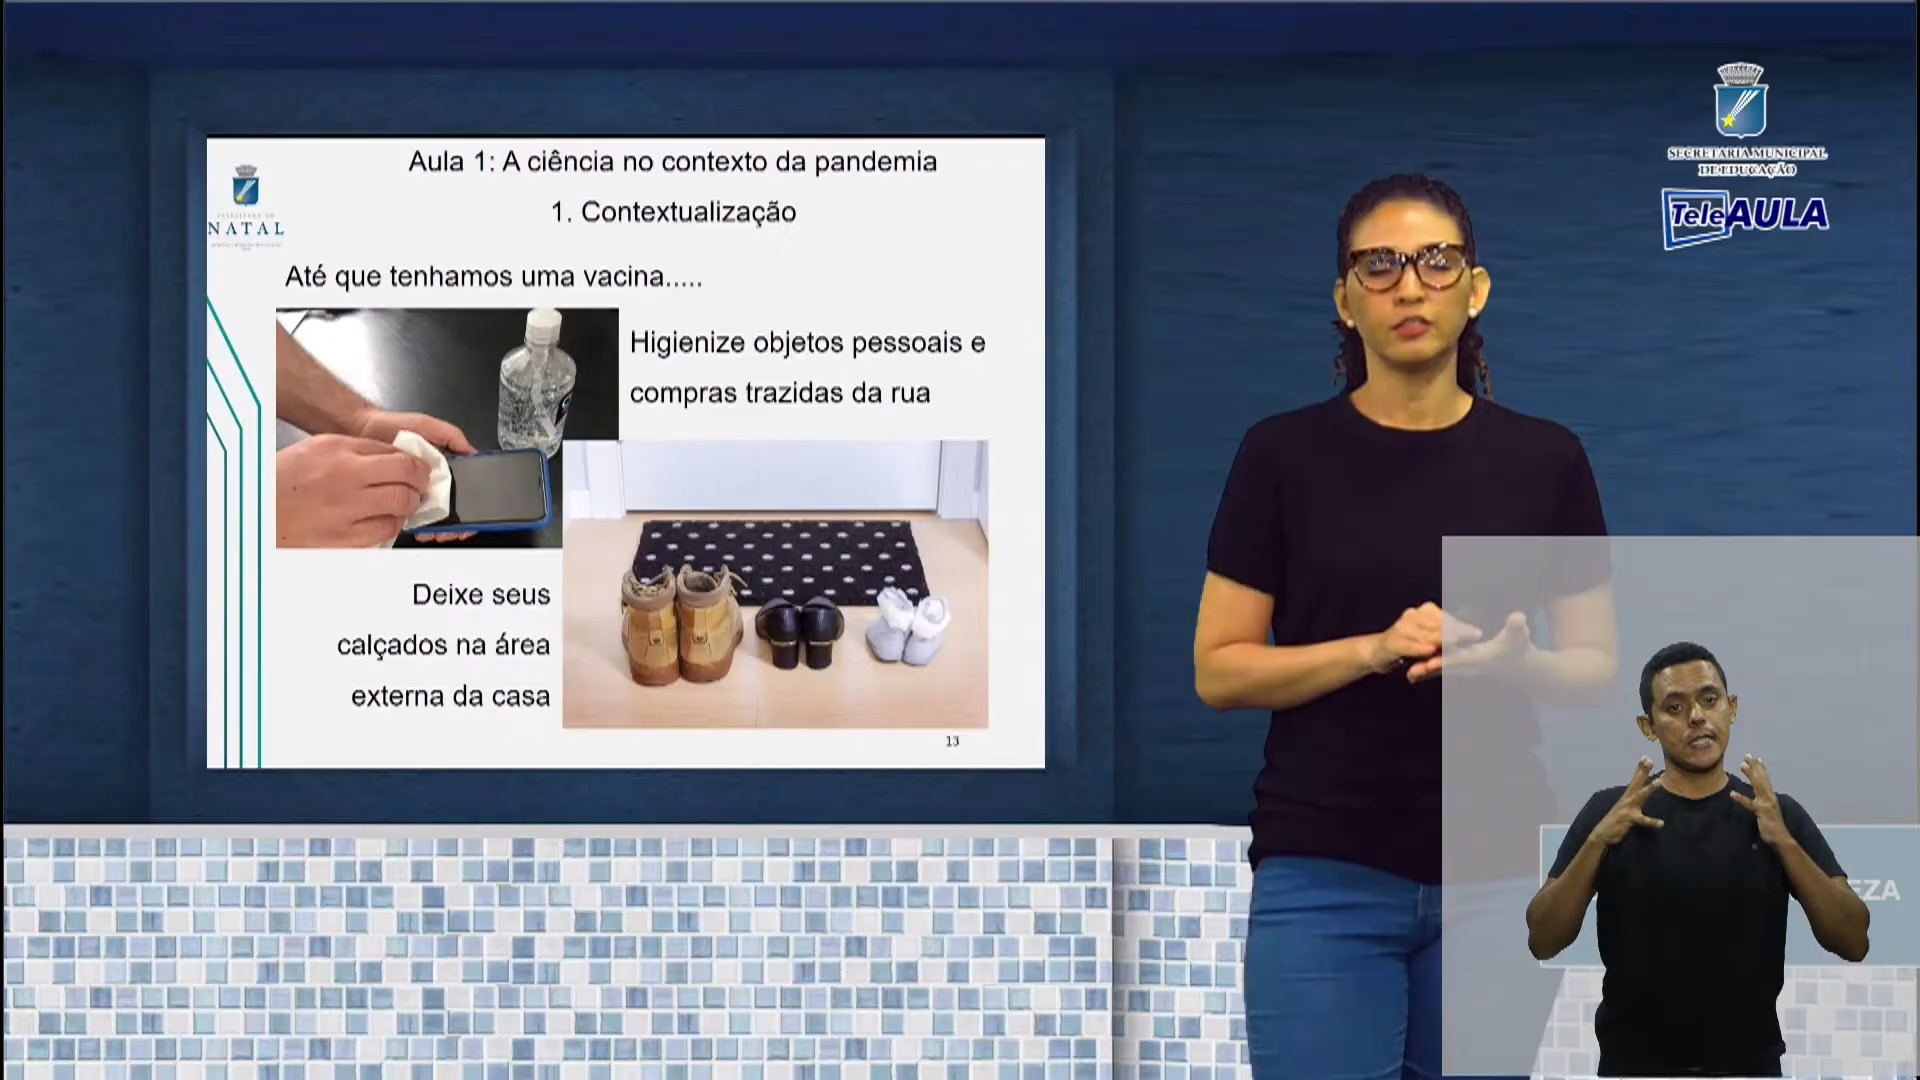 Aula 1: A ciência no contexto da pandemia
1. Contextualização
NATAL
Até que tenhamos uma vacina.....
Higienize objetos pessoais e
compras trazidas da rua
Deixe seus
calçados na área
externa da casa
13
SECRETARIA MUNICIPAL
DE EDUCAÇÃO
TeleAULA
EZA